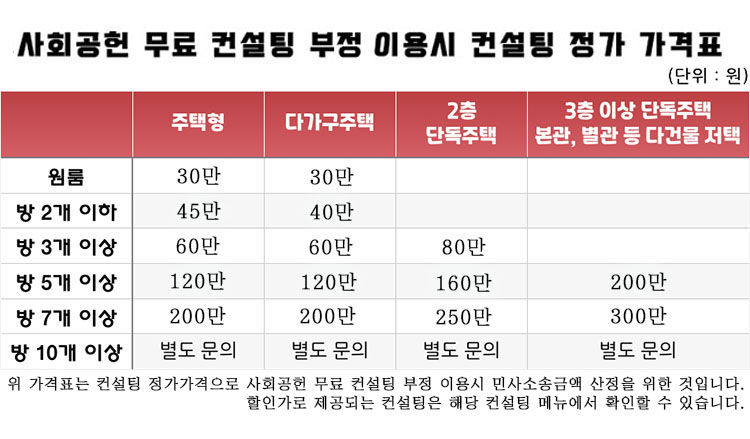 사회공헌 무료 컨설팅 부정 이용시 컨설팅 정가 가격표
(단위 : 원)
주택형 다가구주택 2층 단독주택 3층 이상 단독주택 본관, 별관 등 다건물 저택
원룸 30만 30만
방 2개 이하 45만 40만
방 3개 이상 60만 60만 80만
방 5개 이상 120만 120만 160만 200만
방 7개 이상 200만 200만 250만 300만
방 10개 이상 별도 문의 별도 문의 별도 문의 별도 문의
위 가격표는 컨설팅 정가가격으로 사회공헌 무료 컨설팅 부정 이용시 민사소송금액 산정을 위한 것입니다.
할인가로 제공되는 컨설팅은 해당 컨설팅 메뉴에서 확인할 수 있습니다.